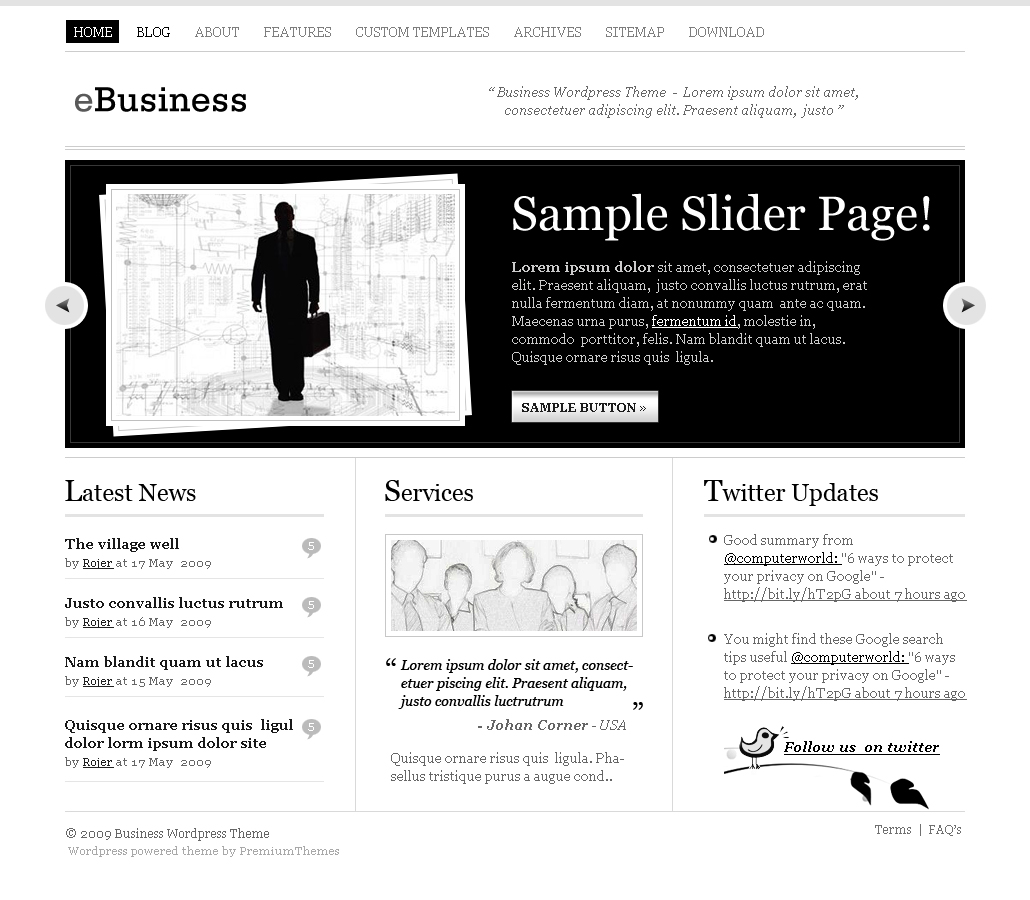 HOME BLOG ABOUT FEATURES CUSTOM TEMPLATES ARCHIVES SITEMAP DOWNLOAD
eBusiness
“ Business Wordpress Theme - Lorem ipsum dolor sit amet,
consectetuer adipiscing elit. Praesent aliquam, justo ”
Sample Slider Page!
Lorem ipsum dolor sit amet, consectetuer adipiscing
elit. Praesent aliquam, justo convallis luctus rutrum, erat
nulla fermentum diam, at nonummy quam ante ac quam.
Maecenas urna purus, fermentum id, molestie in,
commodo porttitor, felis. Nam blandit quam ut lacus.
Quisque ornare risus quis ligula.
SAMPLE BUTTON »
Latest News
The village well
5
by Rojer at 17 May 2009
Justo convallis luctus rutrum
5
by Rojer at 16 May 2009
Nam blandit quam ut lacus
5
by Rojer at 15 May 2009
Quisque ornare risus quis ligul
dolor lorm ipsum dolor site
5
by Rojer at 17 May 2009
Services
“ Lorem ipsum dolor sit amet, consect-
etuer piscing elit. Praesent aliquam,
justo convallis luctrutrum ”
- Johan Corner - USA
Quisque ornare risus quis ligula. Pha-
sellus tristique purus a augue cond..
Twitter Updates
Good summary from
@computerworld: "6 ways to protect
your privacy on Google" -
http://bit.ly/hT2pG about 7 hours ago
You might find these Google search
tips useful @computerworld: "6 ways
to protect your privacy on Google" -
http://bit.ly/hT2pG about 7 hours ago
Follow us on twitter
© 2009 Business Wordpress Theme
Wordpress powered theme by PremiumThemes
Terms | FAQ's